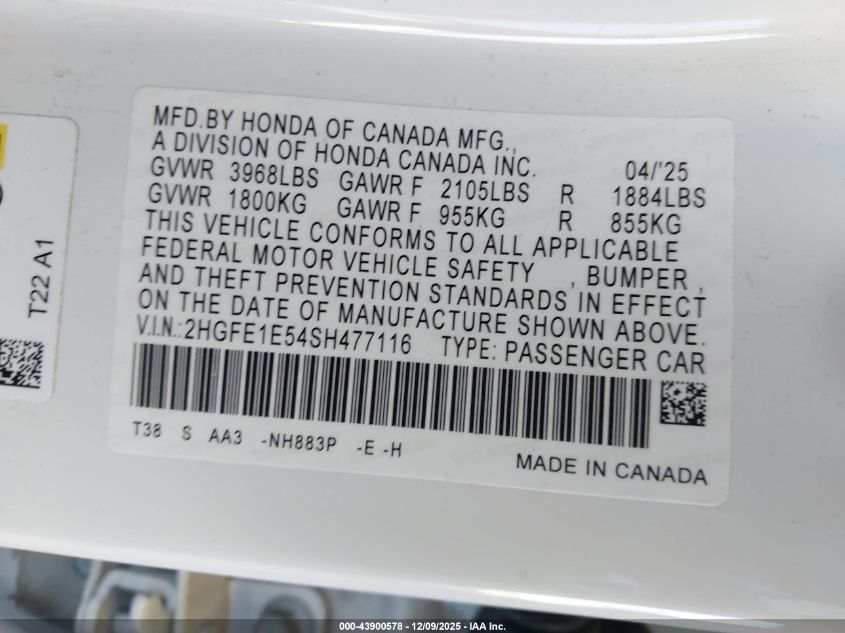 MFD.BY HONDA OF CANADA MFG.,
A DIVISION OF HONDA CANADA INC. 04/'25
GVWR 3968LBS GAWR F 2105LBS R 1884LBS
GVWR 1800KG GAWR F 955KG R 855KG
THIS VEHICLE CONFORMS TO ALL APPLICABLE
FEDERAL MOTOR VEHICLE SAFETY , BUMPER ,
AND THEFT PREVENTION STANDARDS IN EFFECT
ON THE DATE OF MANUFACTURE SHOWN ABOVE.
V.I.N.:2HGFE1E54SH477116 TYPE: PASSENGER CAR
T38 S AA3 -NH883P -E -H
MADE IN CANADA
T22 A1
000-43900578 - 12/09/2025 - IAA Inc.